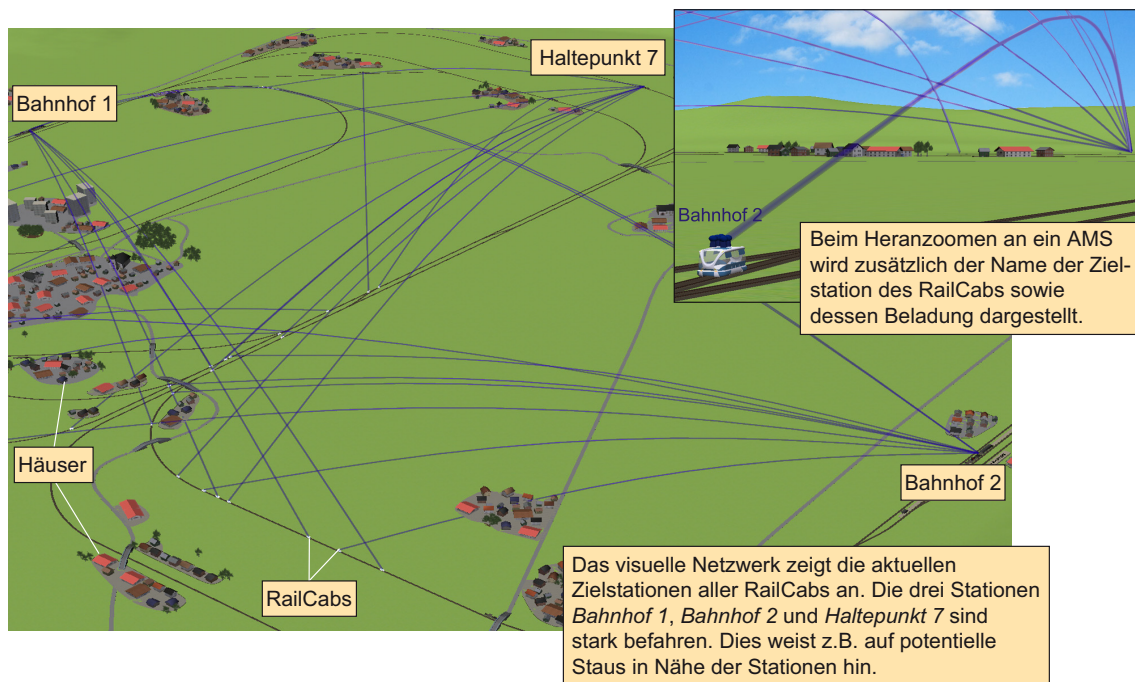 Haltepunkt 7
Bahnhof 1
Bahnhof 2
Beim Heranzoomen an ein AMS
wird zusätzlich der Name der Ziel-
station des RailCabs sowie
dessen Beladung dargestellt.
Häuser
Bahnhof 2
RailCabs
Das visuelle Netzwerk zeigt die aktuellen
Zielstationen aller RailCabs an. Die drei Stationen
Bahnhof 1, Bahnhof 2 und Haltepunkt 7 sind
stark befahren. Dies weist z.B. auf potentielle
Staus in Nähe der Stationen hin.